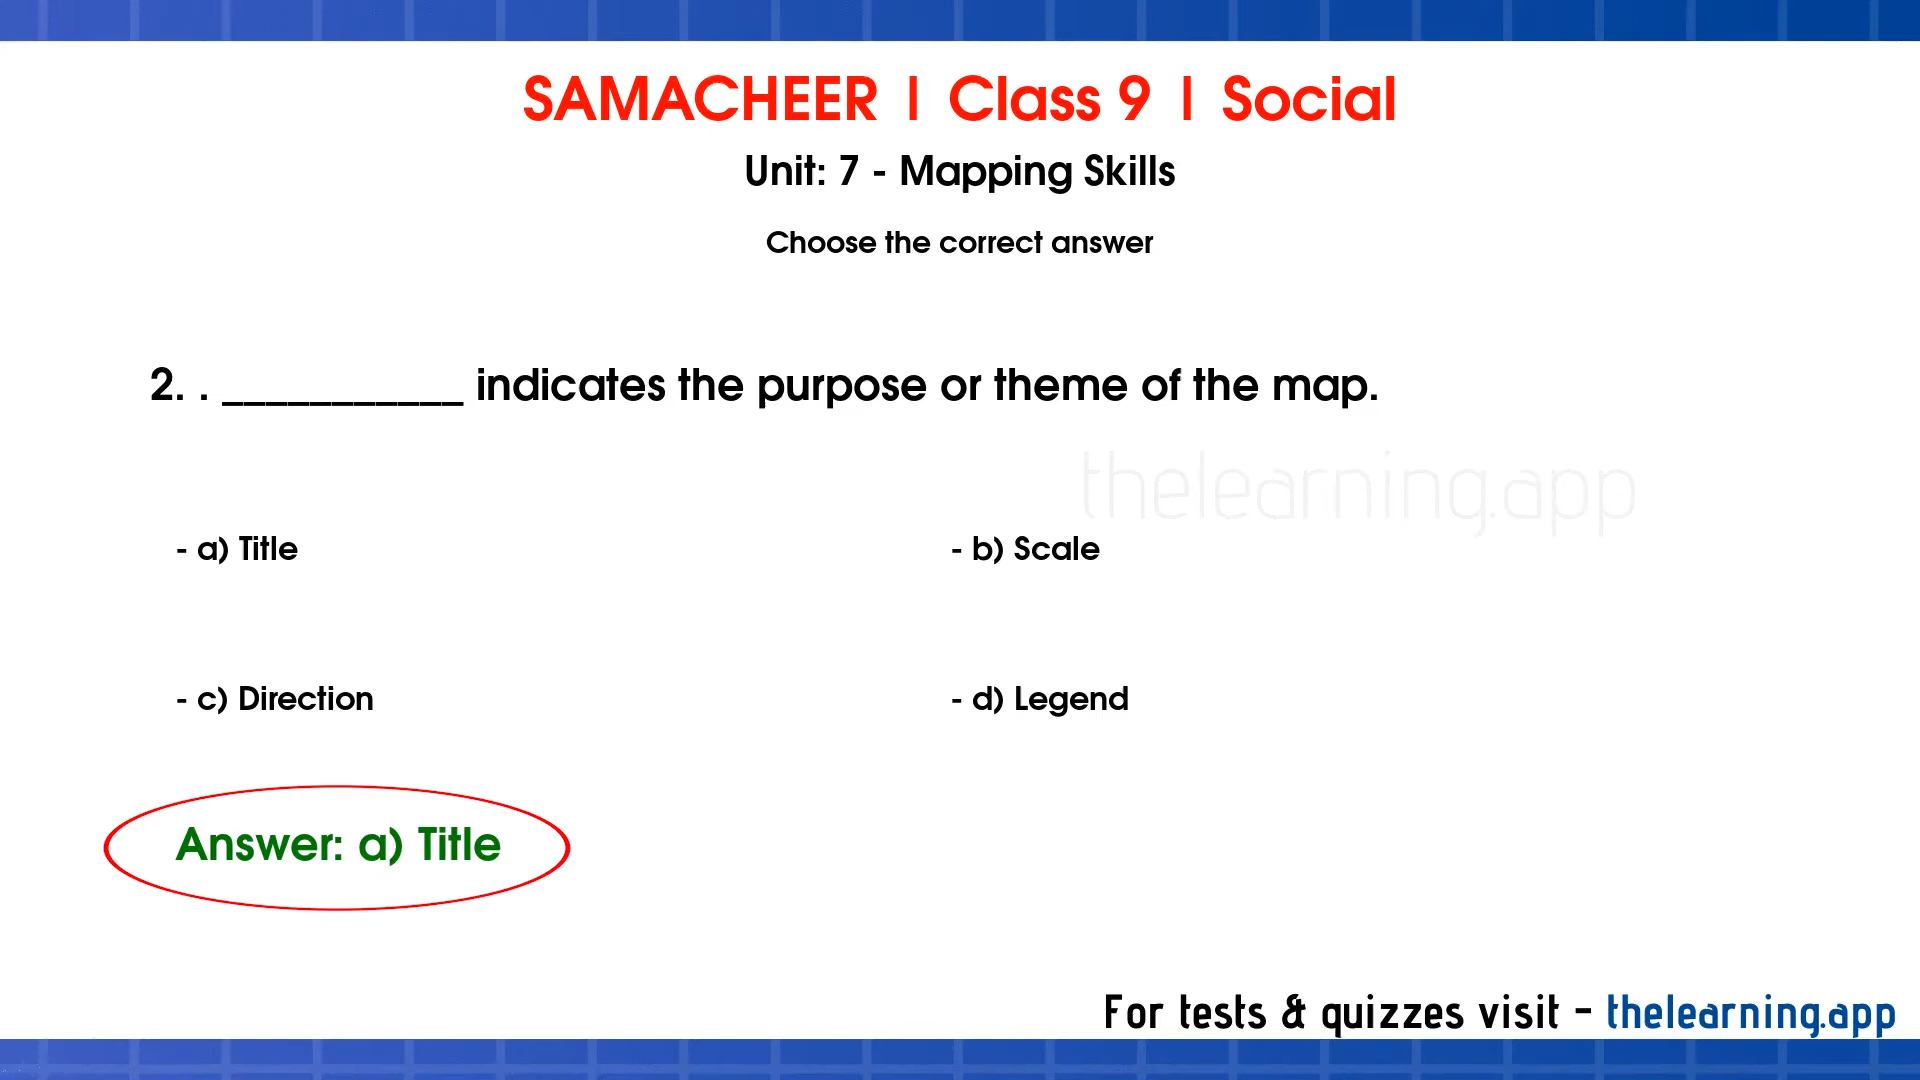 SAMACHEER | Class 9 | Social
Unit: 7 - Mapping Skills
Choose the correct answer
2. . ___________ indicates the purpose or theme of the map.
thelearning.app
- a) Title
- b) Scale
- c) Direction
- d) Legend
Answer: a) Title
For tests & quizzes visit - thelearning.app